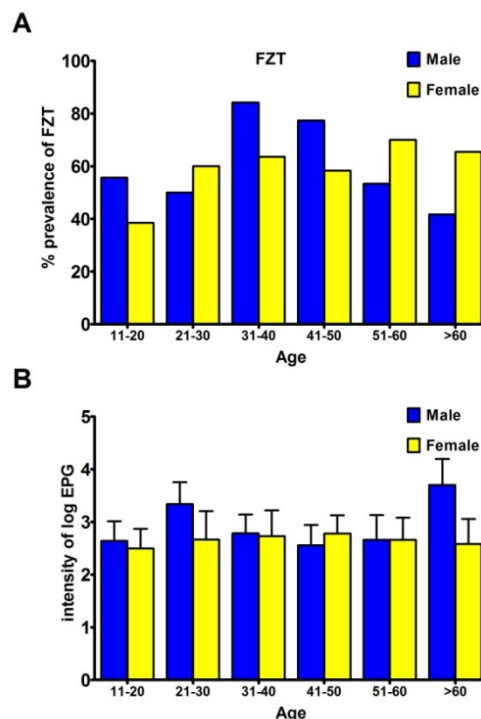 A
FZT
Male
Female
% prevalence of FZT
100
80
60
40
20
0
11-20 21-30 31-40 41-50 51-60 >60
Age
B
Male
Female
intensity of log EPG
5
4
3
2
1
0
11-20 21-30 31-40 41-50 51-60 >60
Age